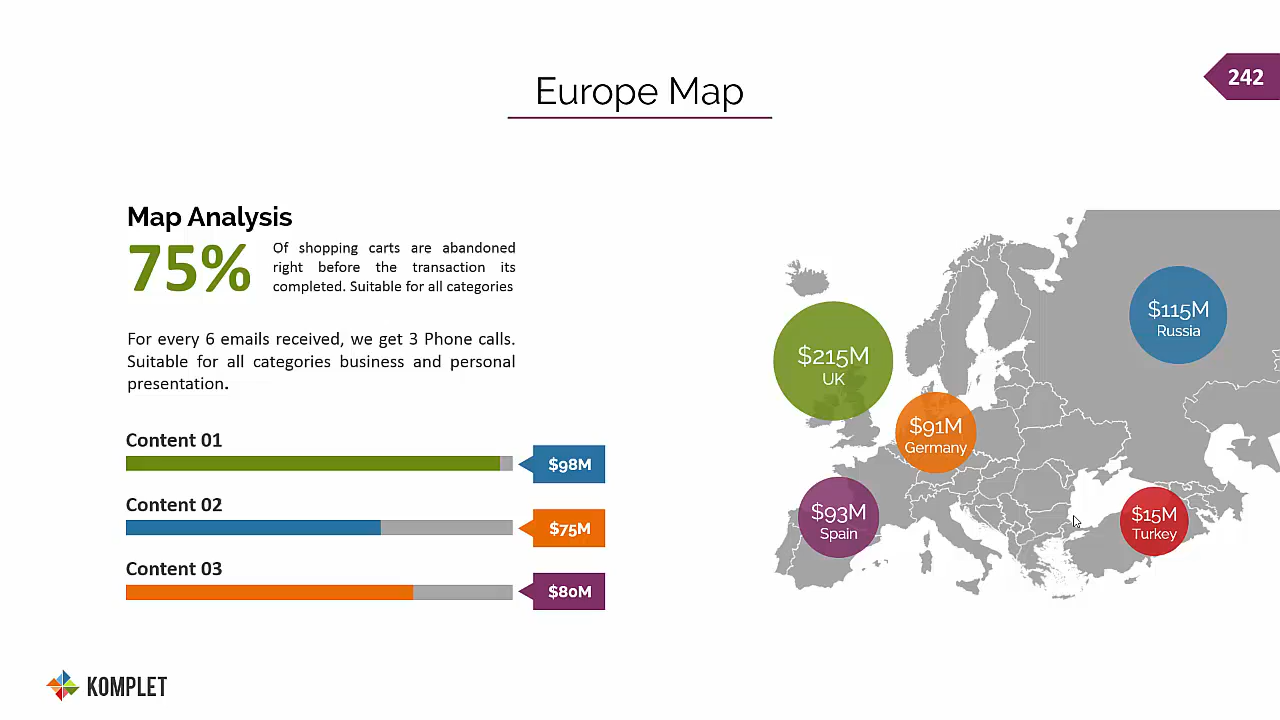 Europe Map
242
Map Analysis
75%
Of shopping carts are abandoned
right before the transaction its
completed. Suitable for all categories
For every 6 emails received, we get 3 Phone calls.
Suitable for all categories business and personal
presentation.
Content 01
$98M
Content 02
$75M
Content 03
$80M
$215M
UK
$115M
Russia
$91M
Germany
$93M
Spain
$15M
Turkey
KOMPLET